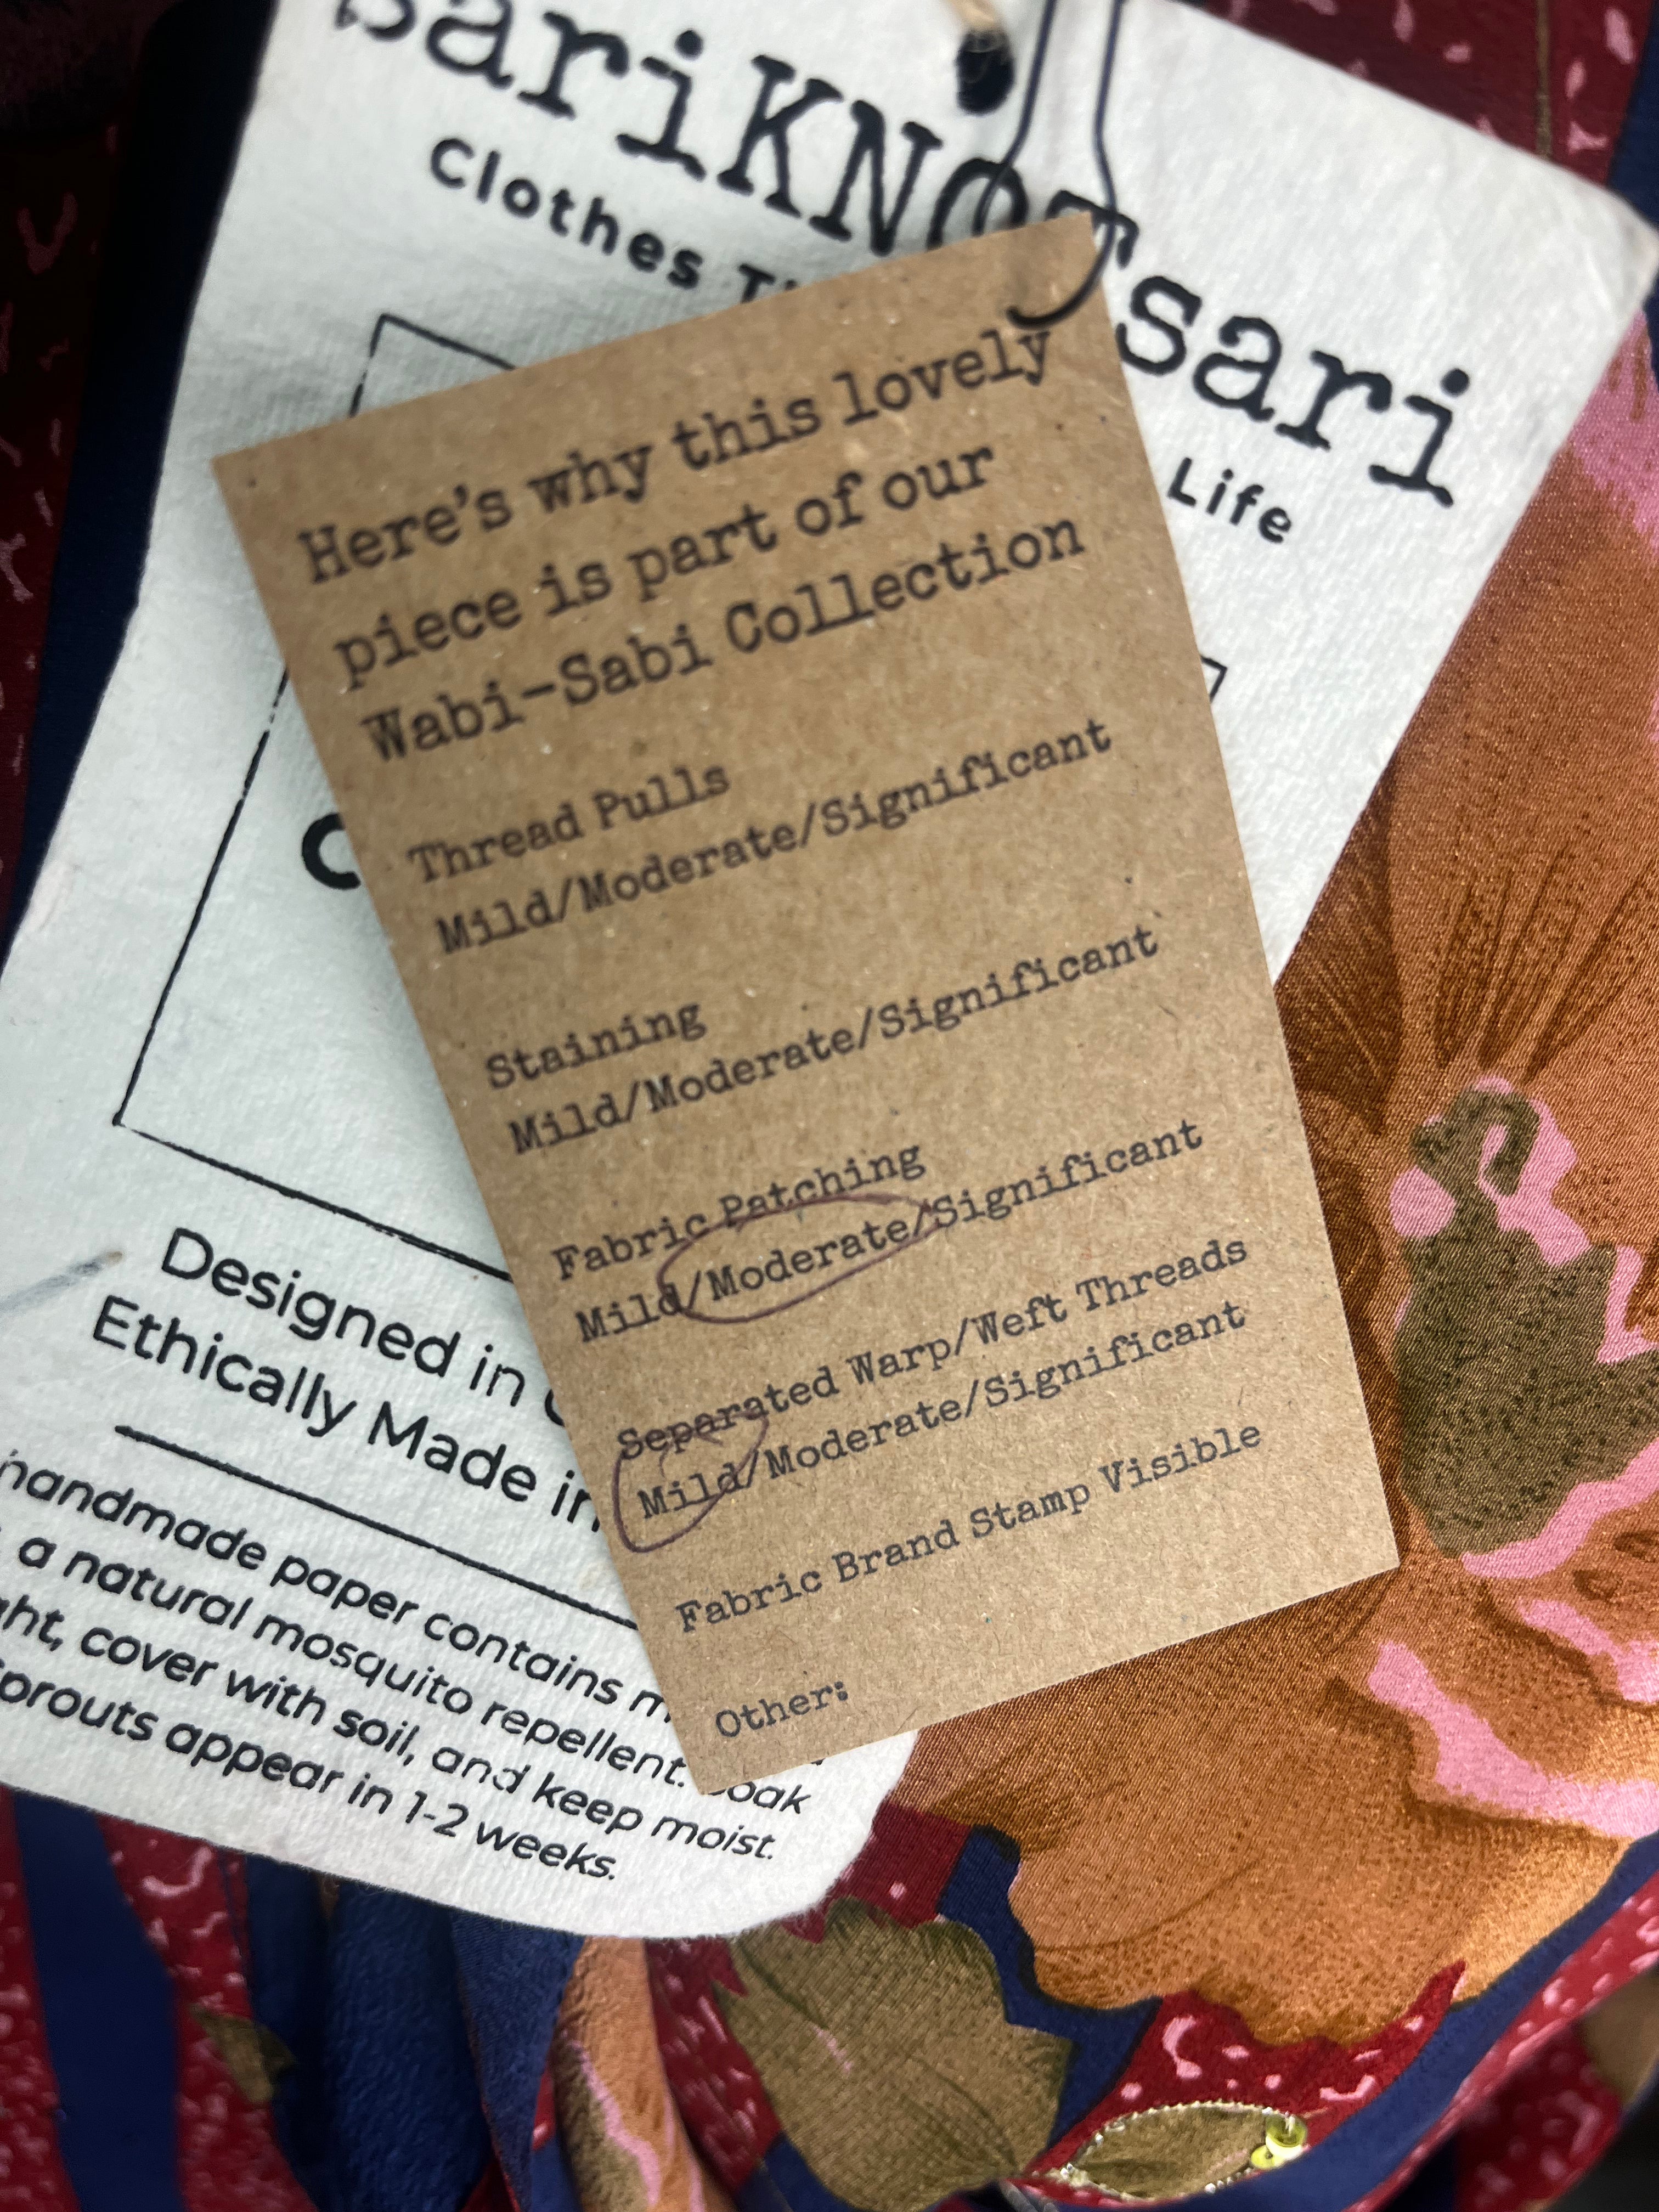 sariKNOTsari
Clothes
Life
Here's why this lovely
piece is part of our
Wabi-Sabi Collection
Thread Pulls
Mild/Moderate/Significant
Staining
Mild/Moderate/Significant
Fabric Patching
Mild/Moderate/Significant
Separated Warp/Weft Threads
Mild/Moderate/Significant
Fabric Brand Stamp Visible
Other:
Designed in
Ethically Made in
handmade paper contains
a natural mosquito repellent.
cover with soil, and keep moist.
Sprouts appear in 1-2 weeks.